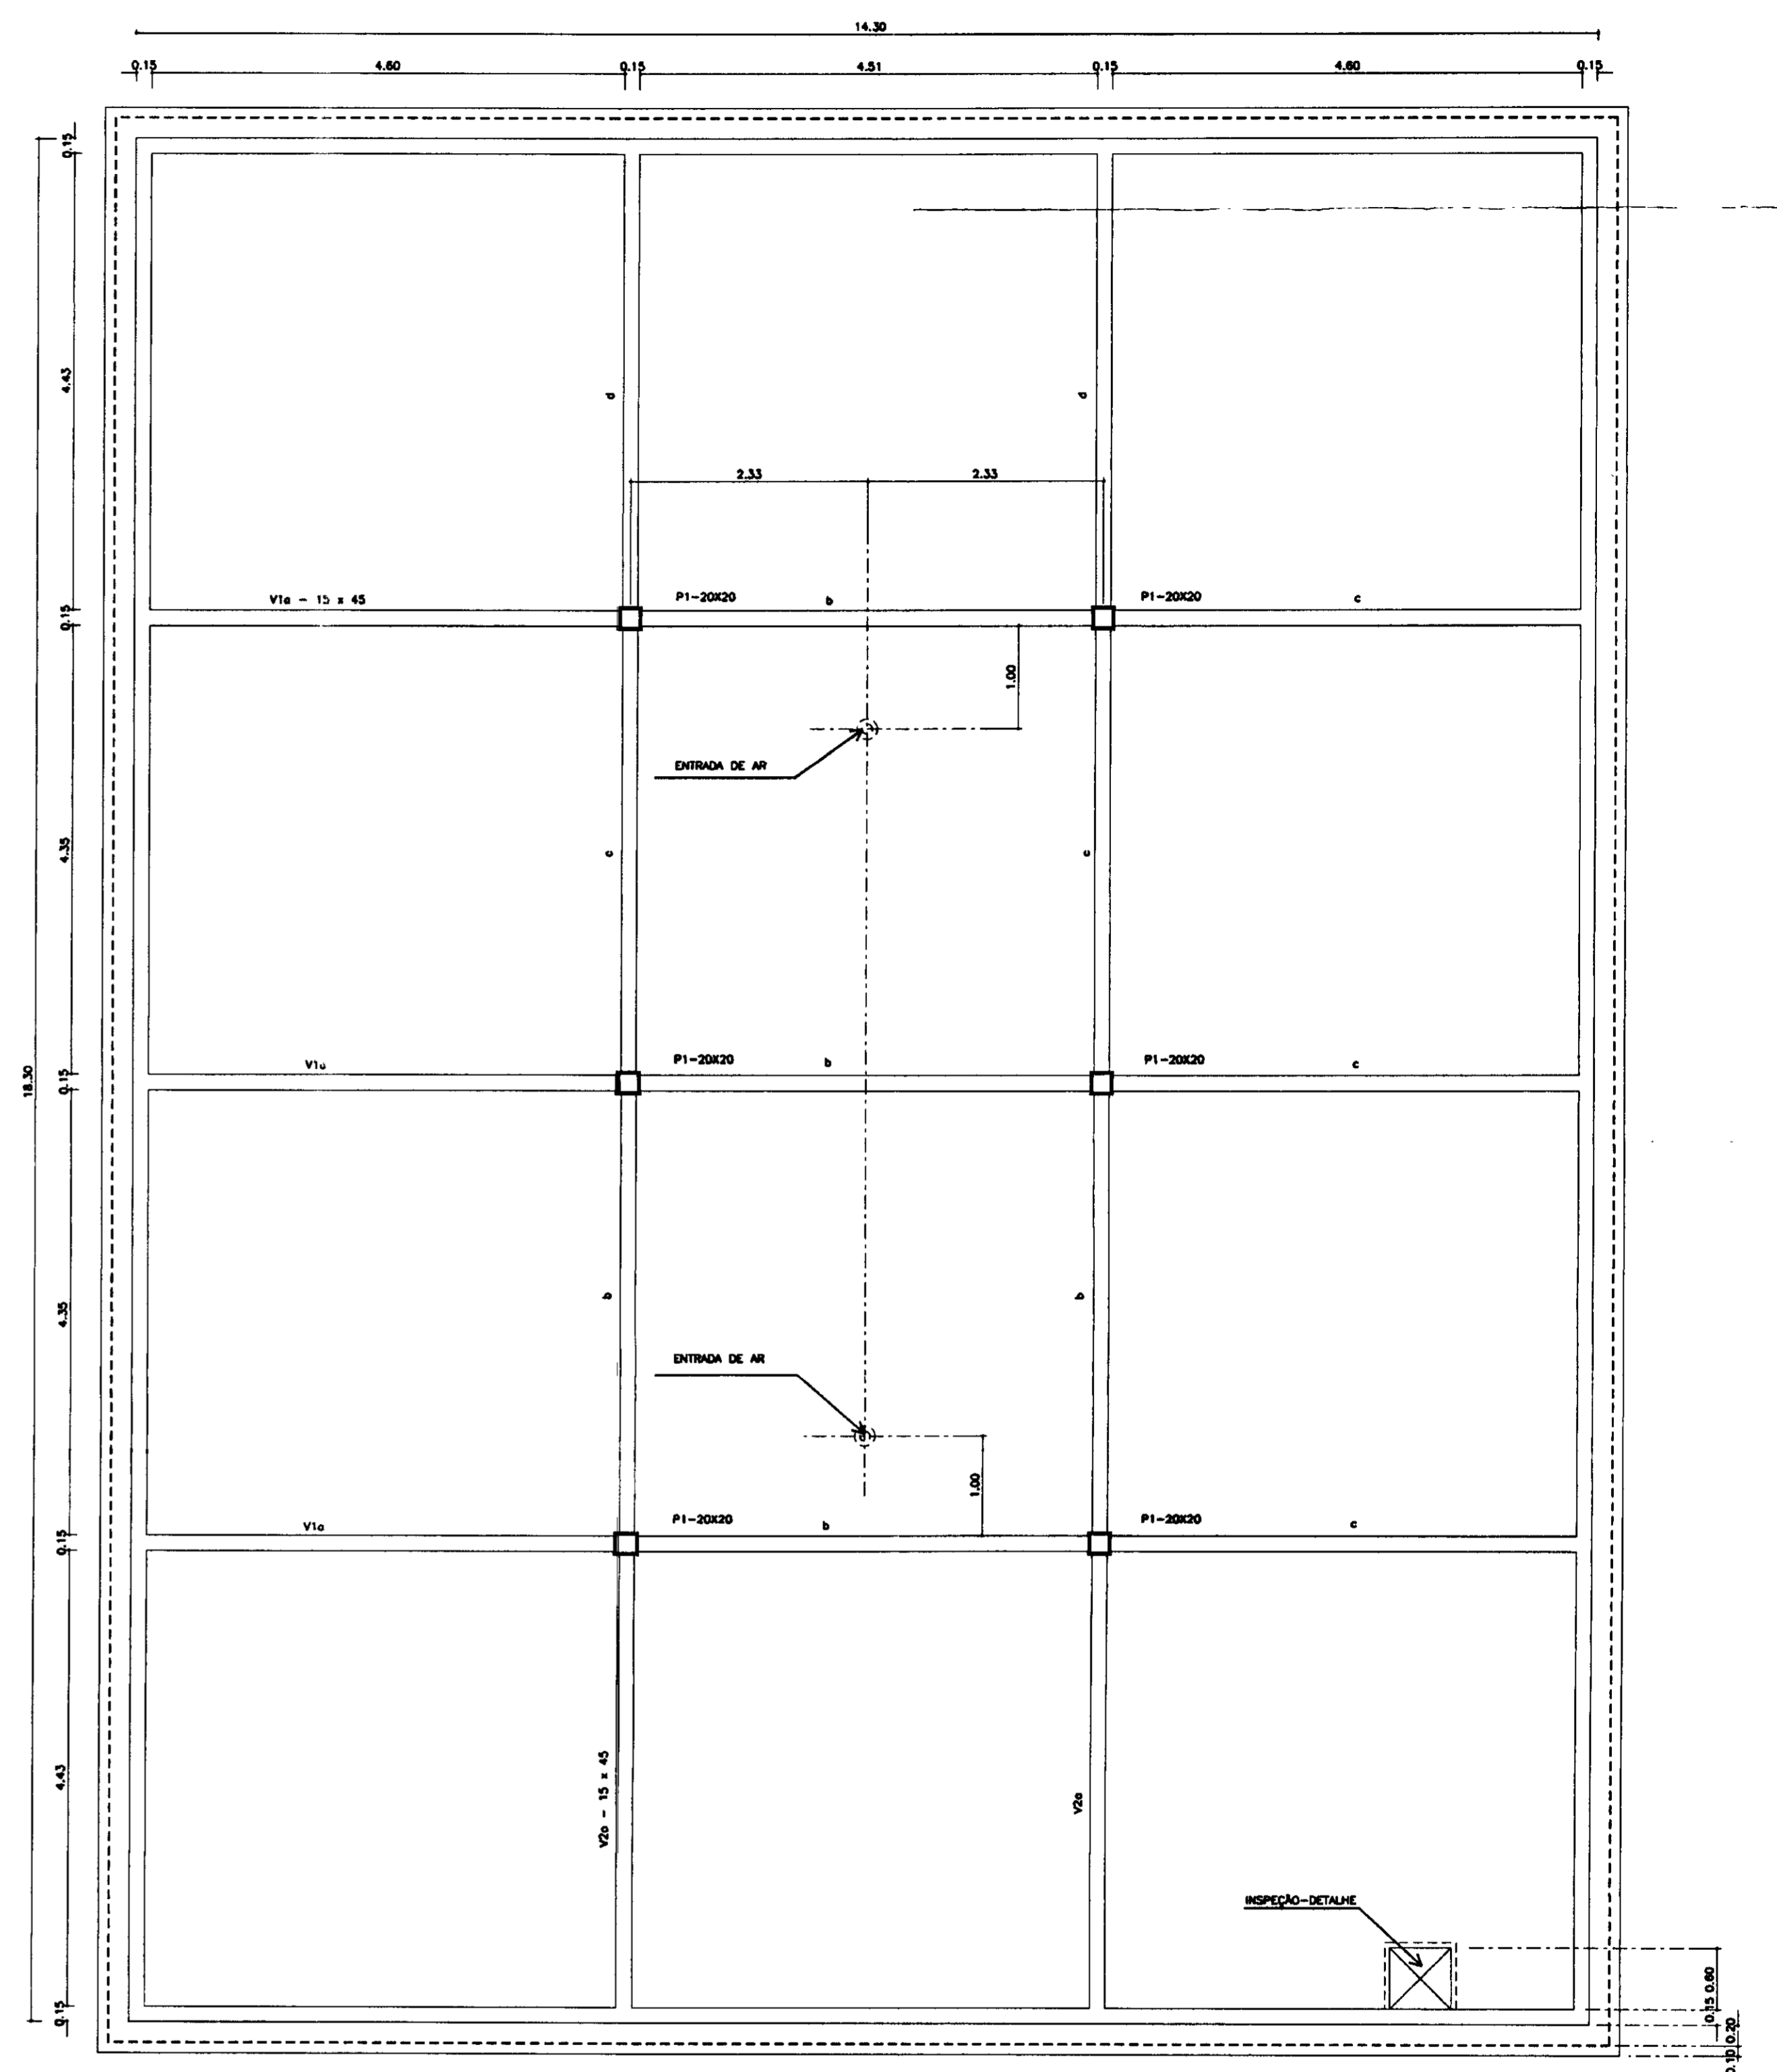 14.30
0.15 4.60 0.15 4.51 0.15 4.60 0.15
0.15
4.43
d d
2.33 2.33
V1a - 15 x 45 P1-20X20 b P1-20X20 c
0.15
1.00
ENTRADA DE AR
4.35
c c
18.30
V1a P1-20X20 b P1-20X20 c
0.15
b b
4.35
ENTRADA DE AR
1.00
V1a P1-20X20 b P1-20X20 c
0.15
4.43
V2a - 15 x 45
V2a
INSPEÇÃO-DETALHE
0.15 0.60
0.15
0.10 0.20